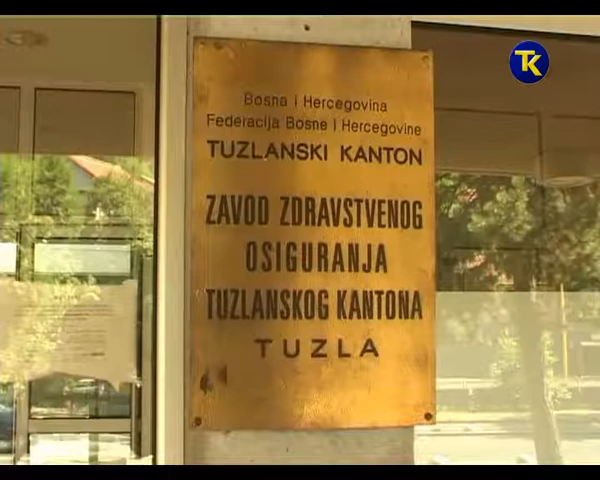 TK
Bosna i Hercegovina
Federacija Bosne i Hercegovine
TUZLANSKI KANTON
ZAVOD ZDRAVSTVENOG
OSIGURANJA
TUZLANSKOG KANTONA
TUZLA